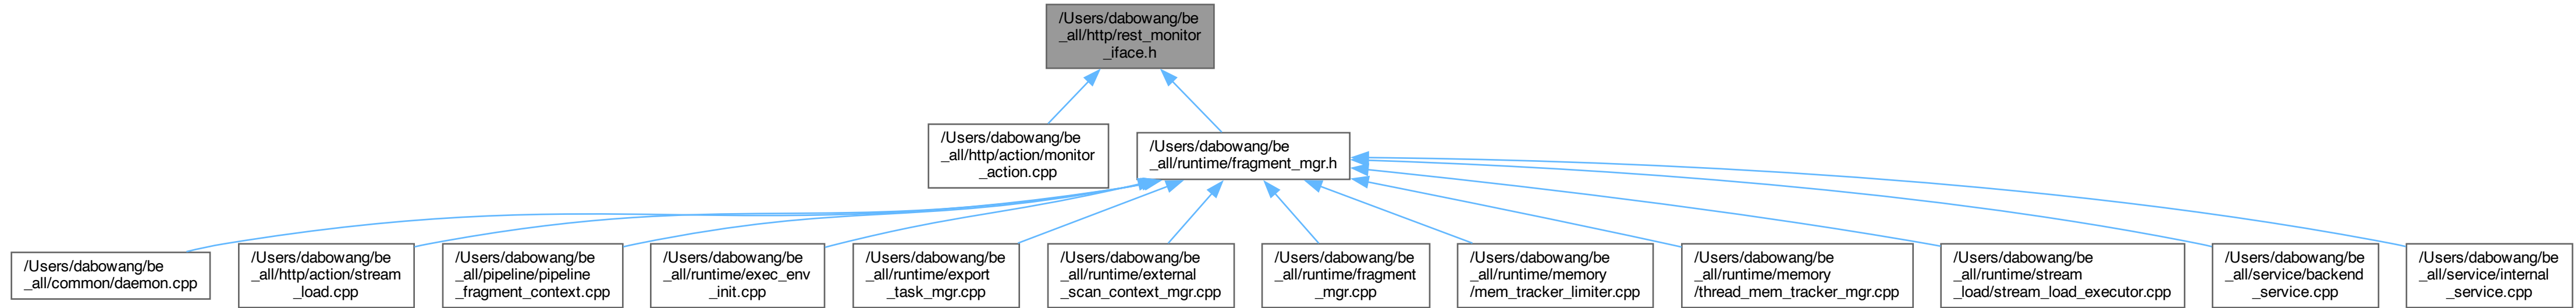 /Users/dabowang/be
_all/http/rest_monitor
_iface.h
/Users/dabowang/be
_all/http/action/monitor
_action.cpp
/Users/dabowang/be
_all/runtime/fragment_mgr.h
/Users/dabowang/be
_all/common/daemon.cpp
/Users/dabowang/be
_all/http/action/stream
_load.cpp
/Users/dabowang/be
_all/pipeline/pipeline
_fragment_context.cpp
/Users/dabowang/be
_all/runtime/exec_env
_init.cpp
/Users/dabowang/be
_all/runtime/export
_task_mgr.cpp
/Users/dabowang/be
_all/runtime/external
_scan_context_mgr.cpp
/Users/dabowang/be
_all/runtime/fragment
_mgr.cpp
/Users/dabowang/be
_all/runtime/memory
/mem_tracker_limiter.cpp
/Users/dabowang/be
_all/runtime/memory
/thread_mem_tracker_mgr.cpp
/Users/dabowang/be
_all/runtime/stream
_load/stream_load_executor.cpp
/Users/dabowang/be
_all/service/backend
_service.cpp
/Users/dabowang/be
_all/service/internal
_service.cpp